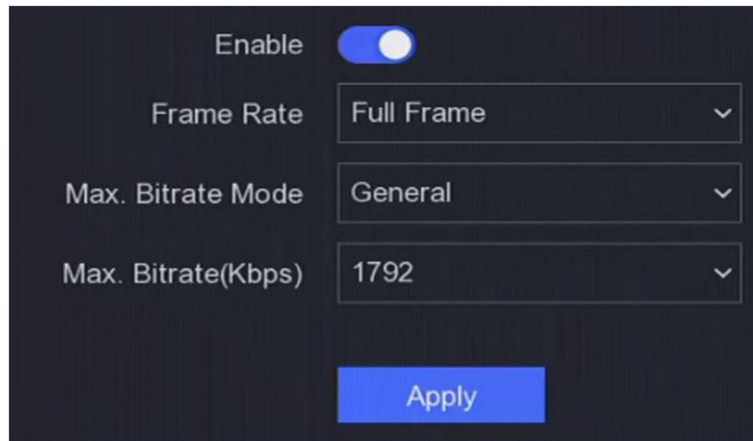 Enable
Frame Rate Full Frame
Max. Bitrate Mode General
Max. Bitrate(Kbps) 1792
Apply